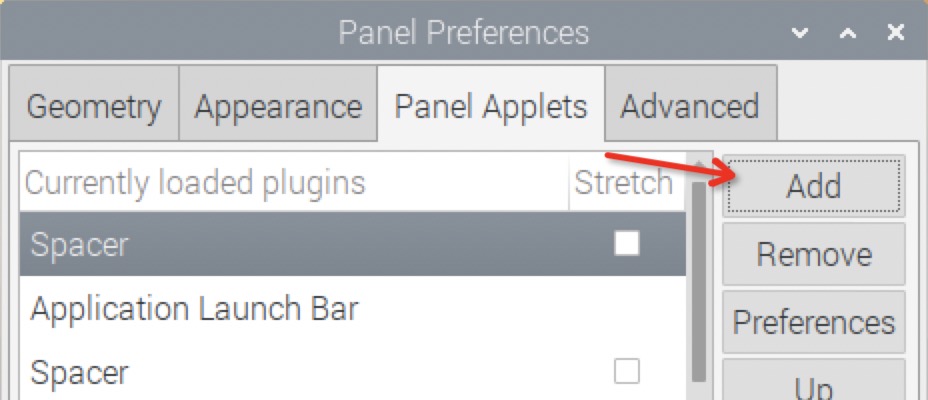 Panel Preferences
Geometry Appearance Panel Applets Advanced
Currently loaded plugins Stretch Add
Spacer
Remove
Application Launch Bar
Preferences
Spacer
Up